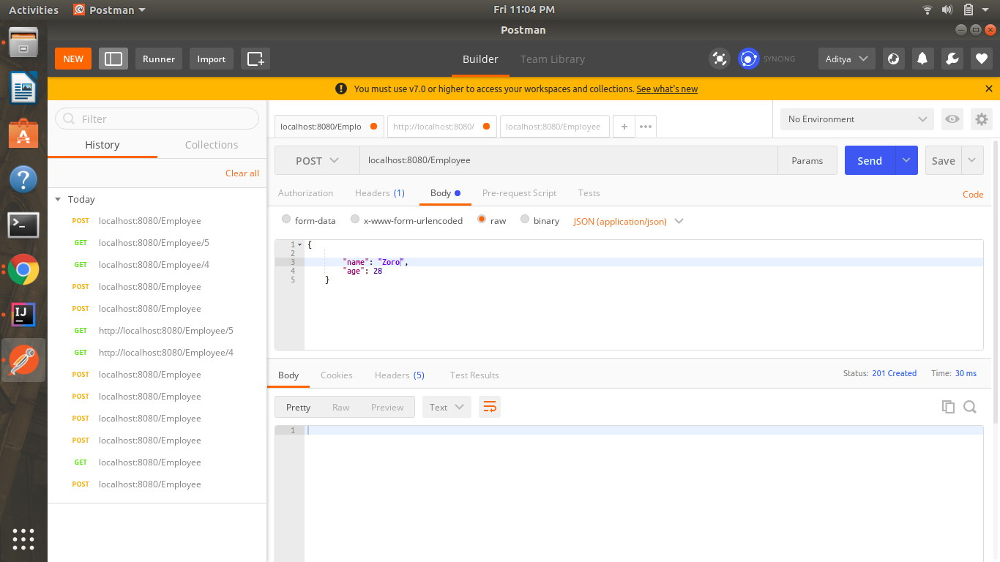 Activities Postman Fri 11:04 PM
Postman
NEW Runner Import Builder Team Library SYNCING Aditya
You must use v7.0 or higher to access your workspaces and collections. See what's new
Filter
History Collections
Clear all
Today
POST localhost:8080/Employee
GET localhost:8080/Employee/5
GET localhost:8080/Employee/4
POST localhost:8080/Employee
POST localhost:8080/Employee
GET http://localhost:8080/Employee/5
GET http://localhost:8080/Employee/4
POST localhost:8080/Employee
POST localhost:8080/Employee
POST localhost:8080/Employee
POST localhost:8080/Employee
GET localhost:8080/Employee
POST localhost:8080/Employee
localhost:8080/Emplo http://localhost:8080/ localhost:8080/Employee + ••• No Environment
POST localhost:8080/Employee Params Send Save
Authorization Headers (1) Body Pre-request Script Tests Code
form-data x-www-form-urlencoded raw binary JSON (application/json)
1 {
2
3 "name": "Zoro",
4 "age": 28
5 }
Body Cookies Headers (5) Test Results Status: 201 Created Time: 30 ms
Pretty Raw Preview Text
1